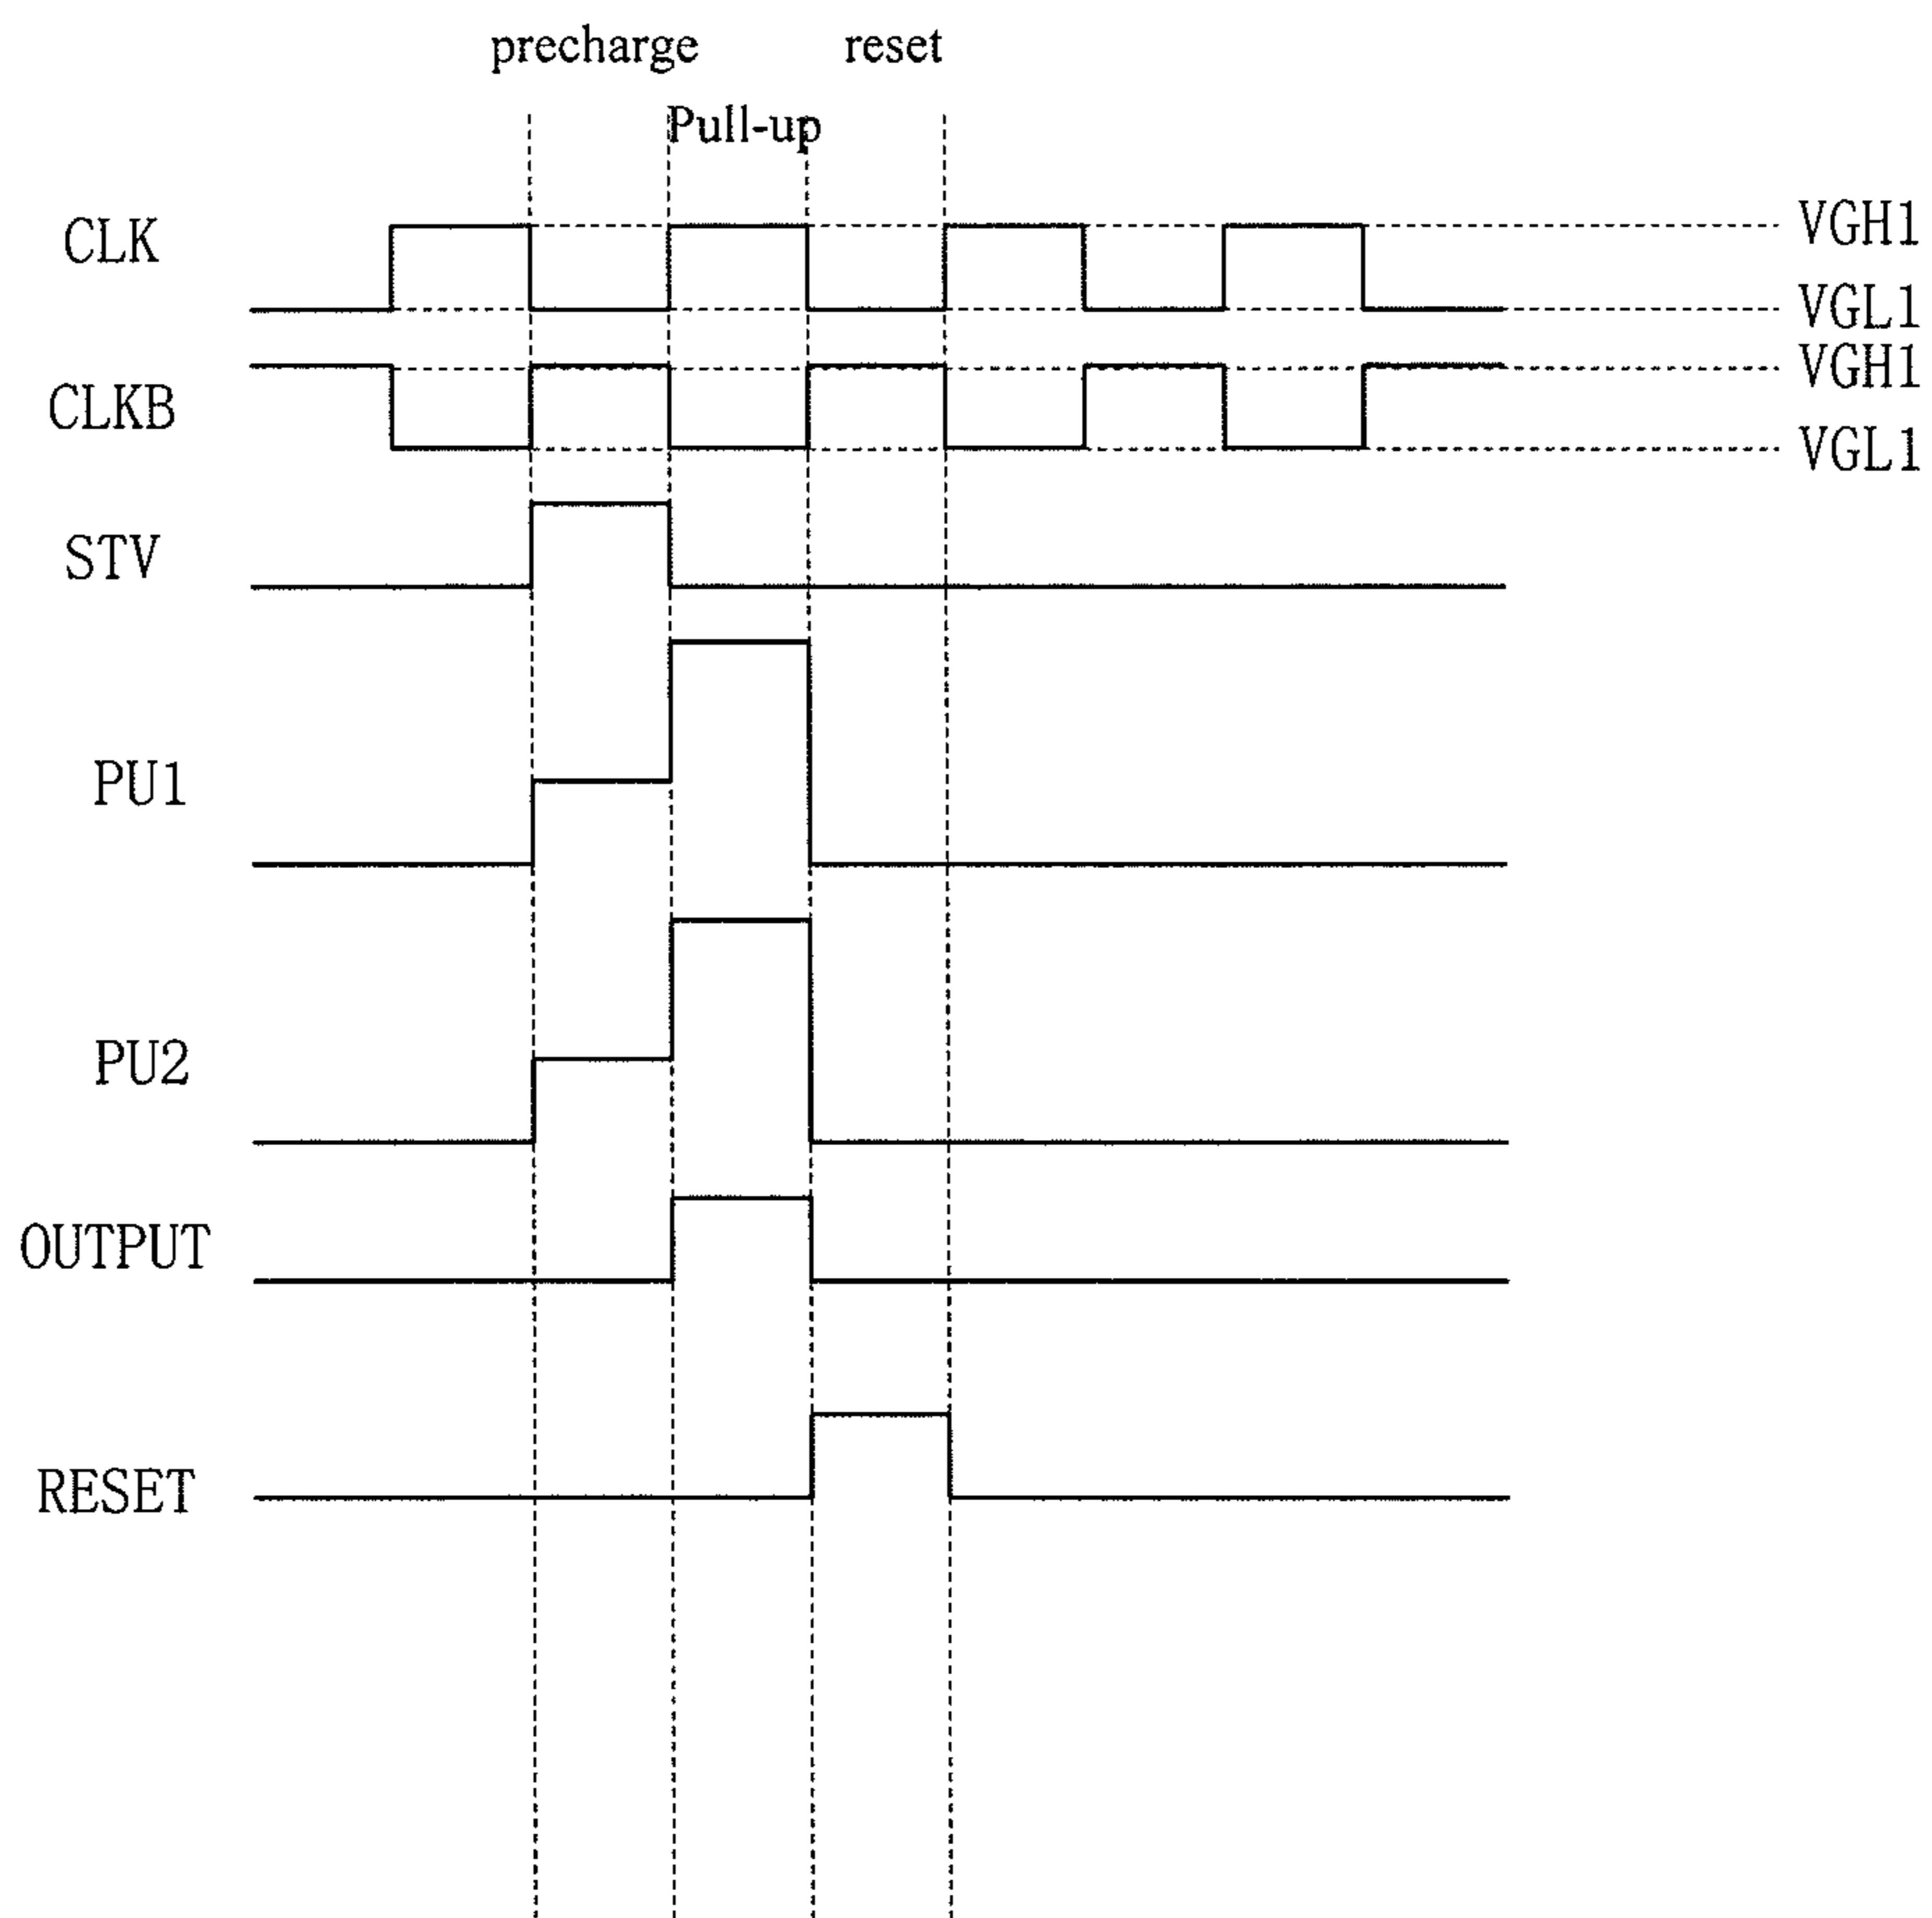 precharge reset
Pull-up
CLK VGH1
VGL1
CLKB VGH1
VGL1
STV
PU1
PU2
OUTPUT
RESET